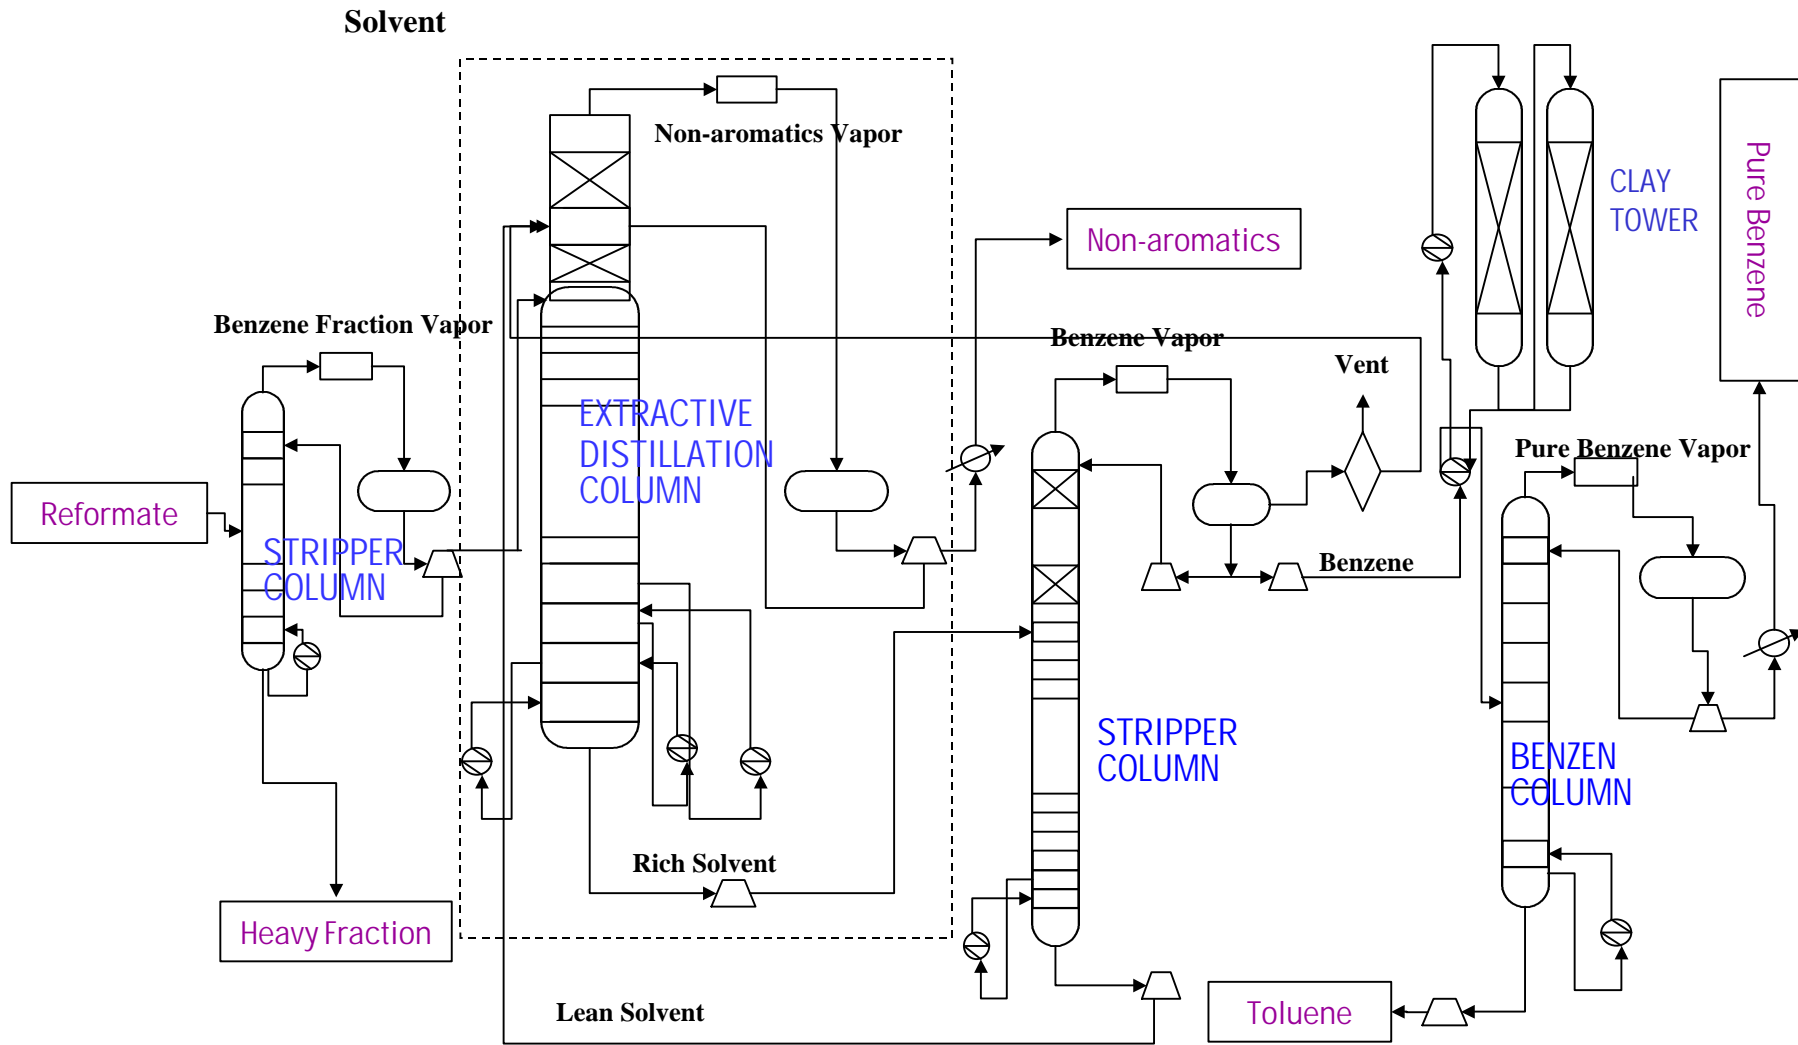 Solvent
Non-aromatics Vapor
Pure Benzene
CLAY
TOWER
Non-aromatics
Benzene Fraction Vapor
Benzene Vapor
Vent
EXTRACTIVE
DISTILLATION
COLUMN
Pure Benzene Vapor
Reformate
STRIPPER
COLUMN
Benzene
STRIPPER
COLUMN
BENZEN
COLUMN
Rich Solvent
Heavy Fraction
Lean Solvent
Toluene